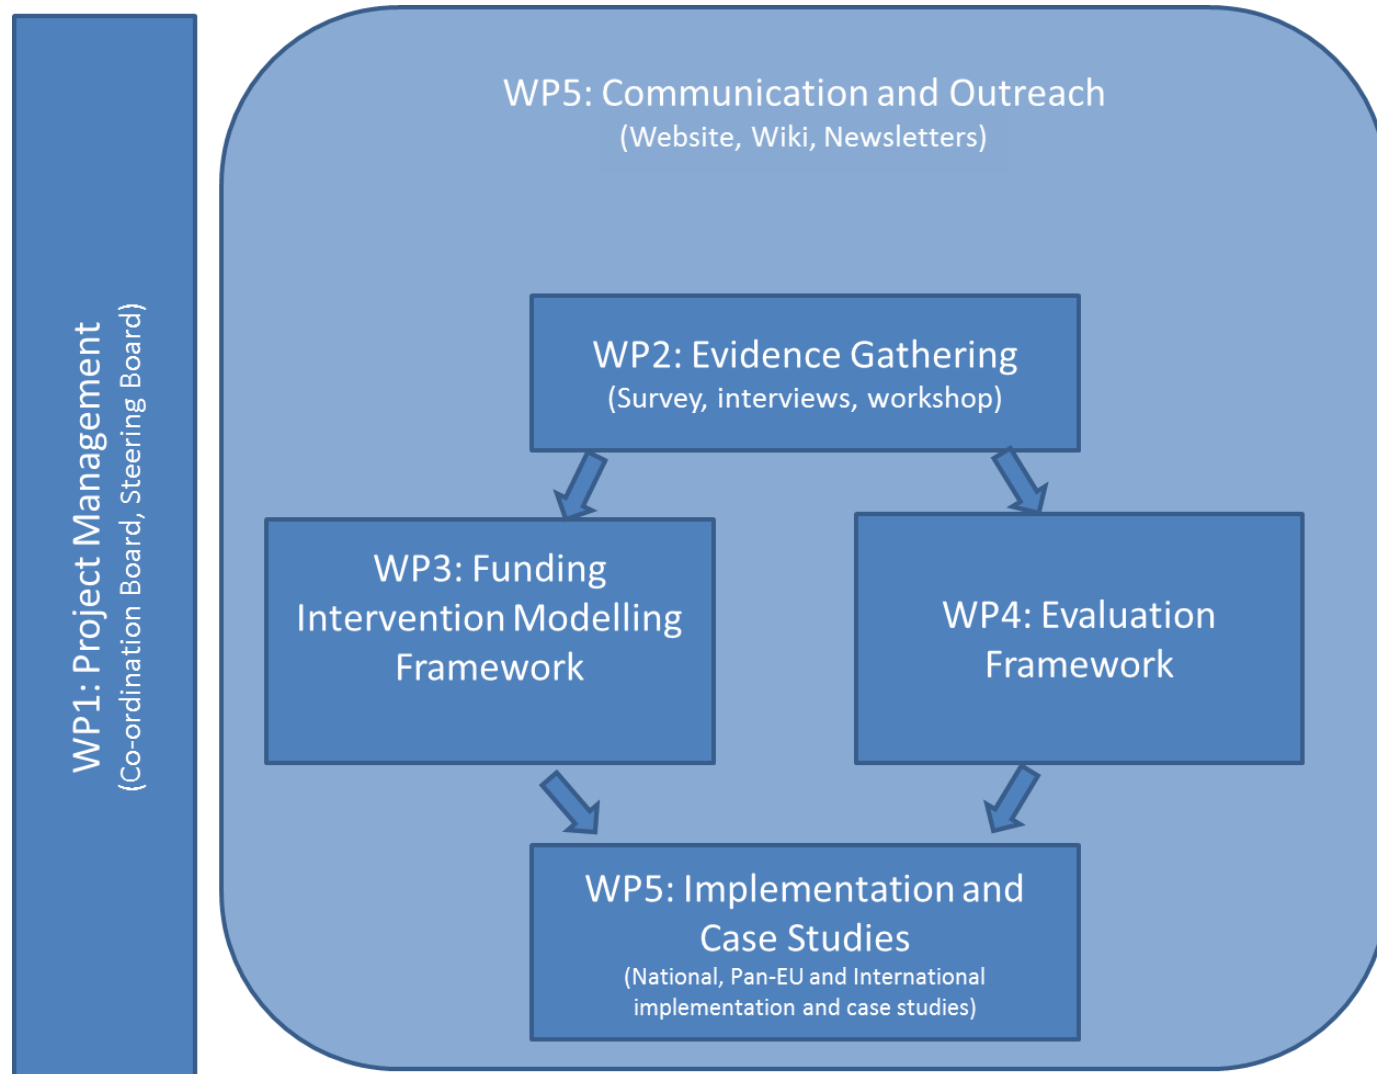 WP1: Project Management
(Co-ordination Board, Steering Board)
WP5: Communication and Outreach
(Website, Wiki, Newsletters)
WP2: Evidence Gathering
(Survey, interviews, workshop)
WP3: Funding
Intervention Modelling
Framework
WP4: Evaluation
Framework
WP5: Implementation and
Case Studies
(National, Pan-EU and International
implementation and case studies)